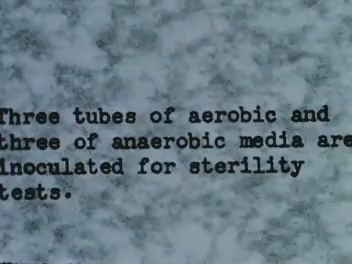 Three tubes of aerobic and
three of anaerobic media are
inoculated for sterility
tests.